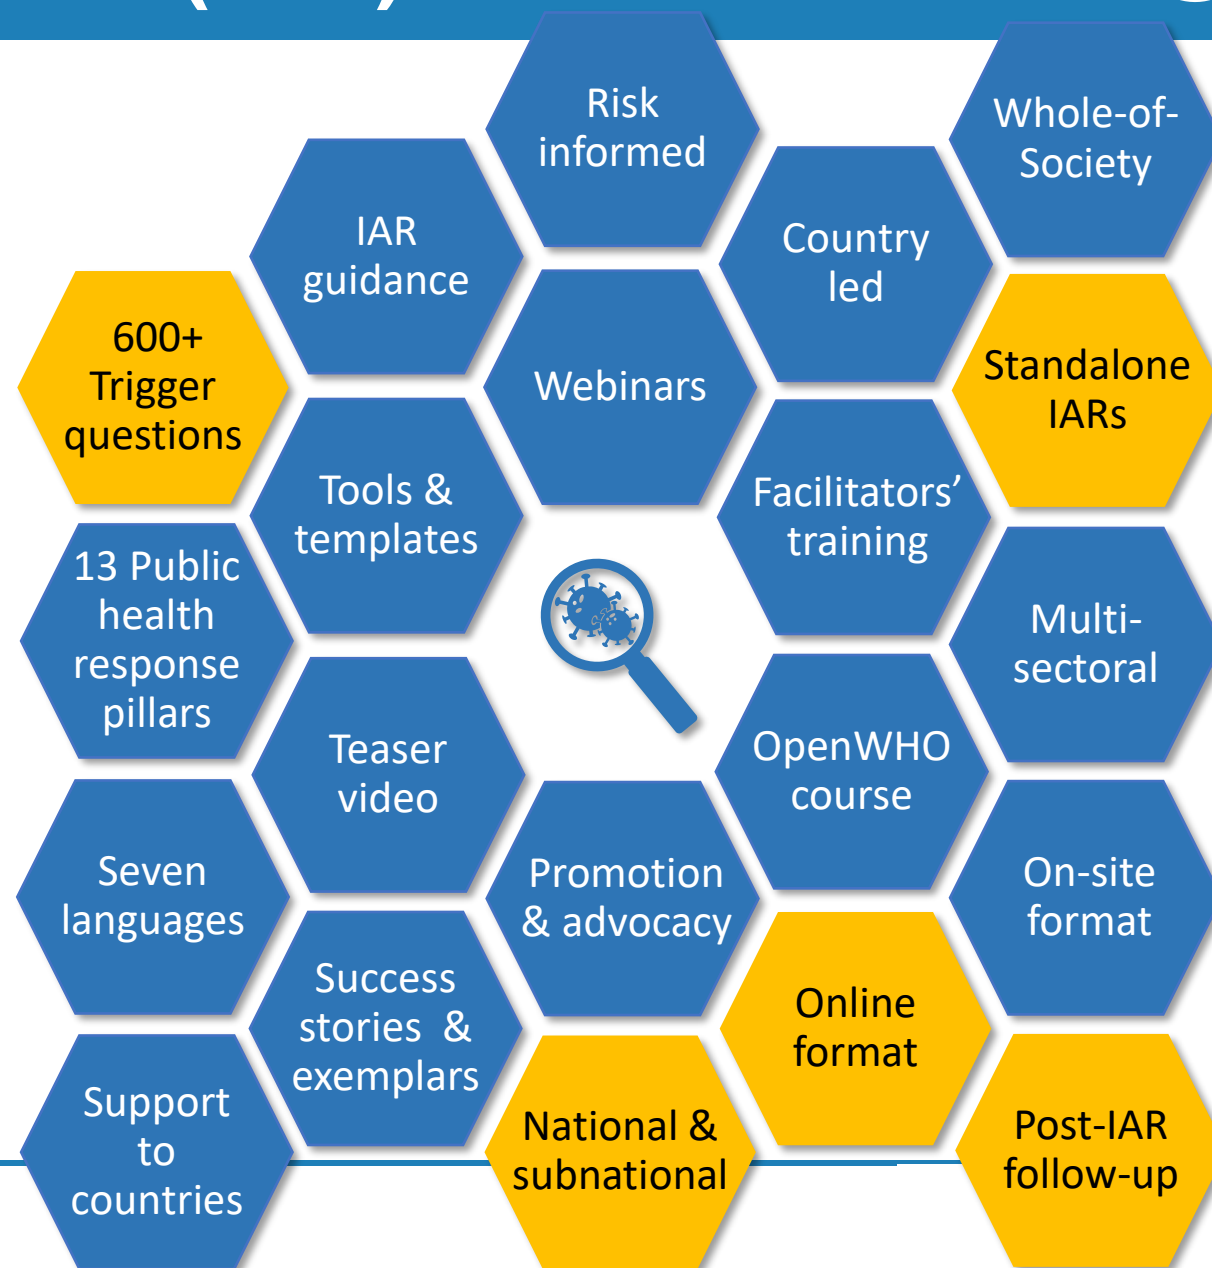 Risk
informed
Whole-of-
Society
IAR
guidance
Country
led
600+
Trigger
questions
Webinars
Standalone
IARs
Tools &
templates
Facilitators’
training
13 Public
health
response
pillars
Multi-
sectoral
Teaser
video
OpenWHO
course
Seven
languages
Promotion
& advocacy
On-site
format
Success
stories & 
exemplars
Online
format
Support
to
countries
National &
subnational
Post-IAR
follow-up